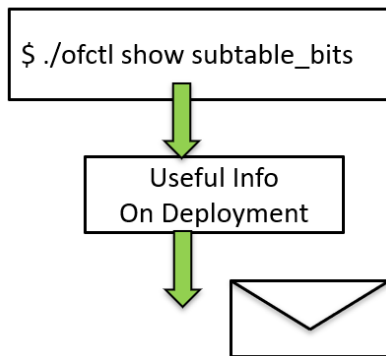 $ ./ofctl show subtable_bits
Useful Info
On Deployment